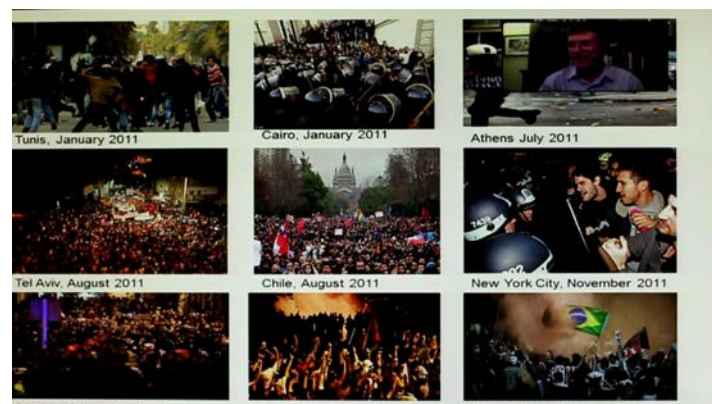 Tunis, January 2011
Cairo, January 2011
Athens July 2011
Tel Aviv, August 2011
Chile, August 2011
New York City, November 2011
7439